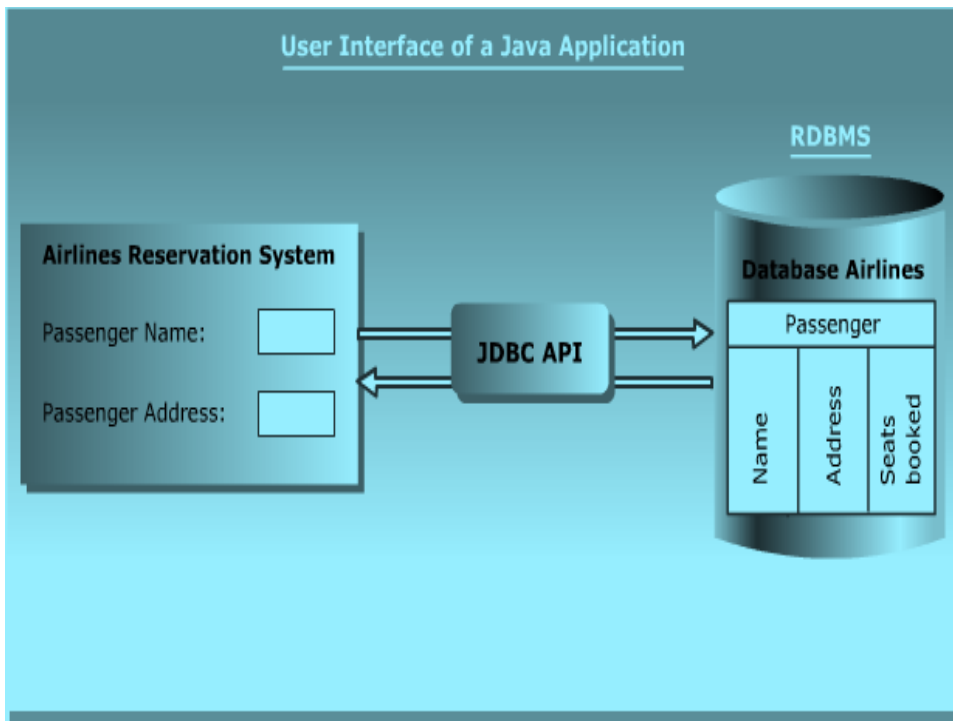 User Interface of a Java Application
RDBMS
Airlines Reservation System
Passenger Name:
Passenger Address:
JDBC API
Database Airlines
Passenger
Name
Address
Seats
booked